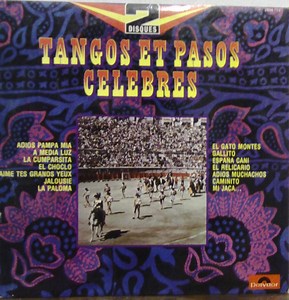 2
DISQUES
TANGOS ET PASOS
CELEBRES
ADIOS PAMPA MIA
A MEDIA LUZ
LA CUMPARSITA
EL CHOCLO
AIME TES GRANDS YEUX
JALOUSIE
LA PALOMA
EL GATO MONTES
GALLITO
ESPAÑA CANI
EL RELICARIO
ADIOS MUCHACHOS
CAMINITO
MI JACA...
Polydor